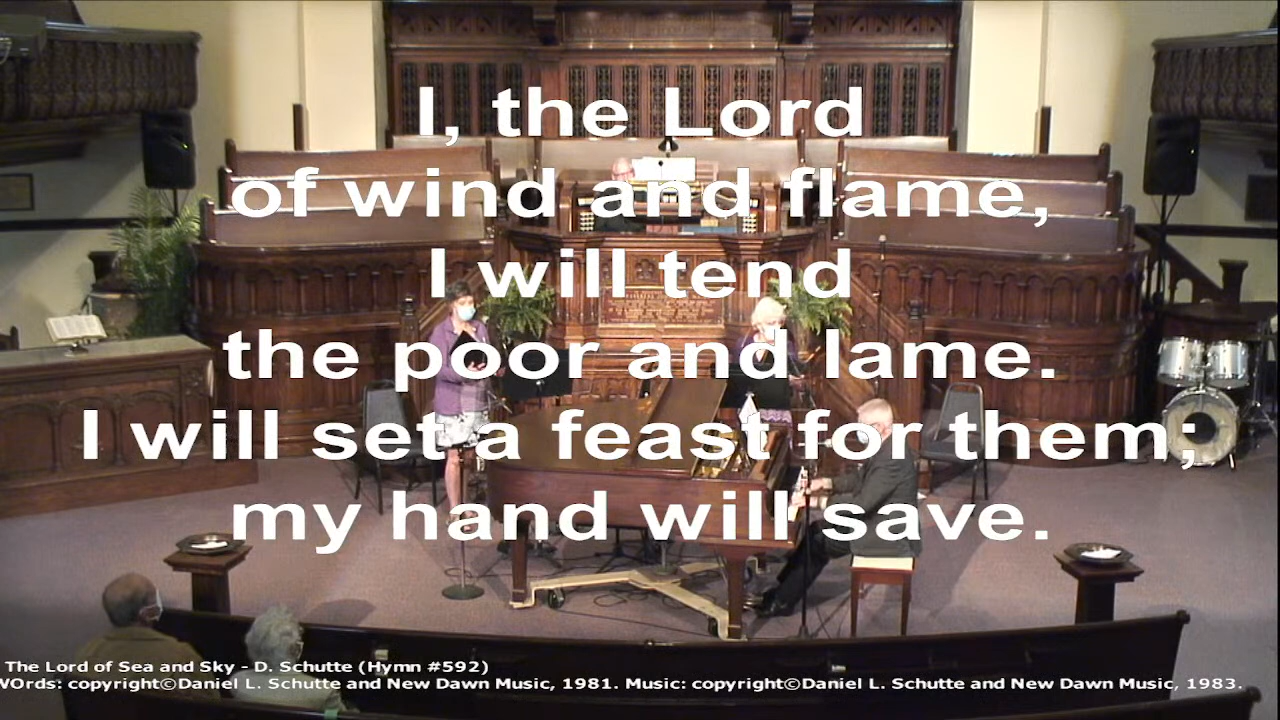 I, the Lord
of wind and flame,
I will tend
the poor and lame.
I will set a feast for them;
my hand will save.
The Lord of Sea and Sky - D. Schutte (Hymn #592)
WOrds: copyright©Daniel L. Schutte and New Dawn Music, 1981. Music: copyright©Daniel L. Schutte and New Dawn Music, 1983.